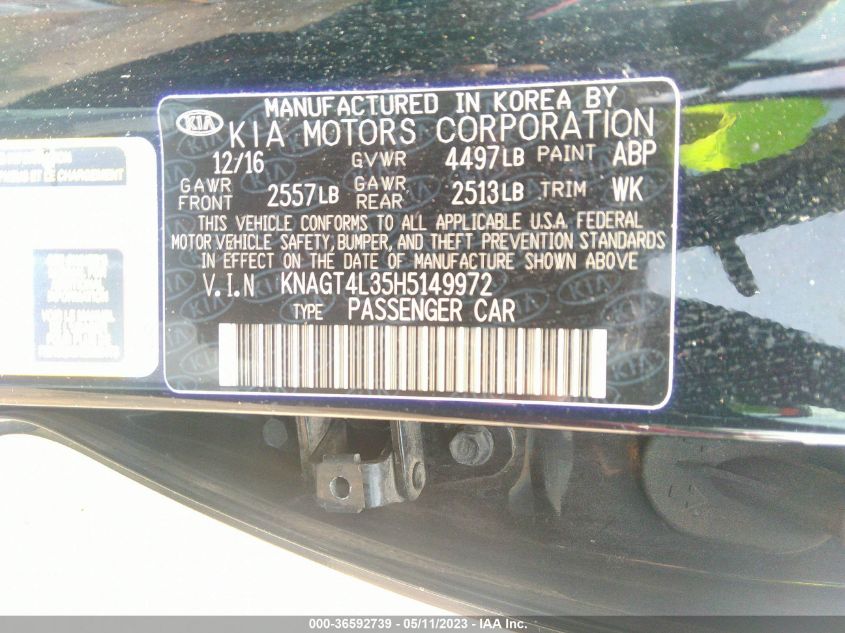 MANUFACTURED IN KOREA BY
KIA KIA MOTORS CORPORATION
12/16 GVWR 4497LB PAINT ABP
GAWR FRONT 2557LB GAWR REAR 2513LB TRIM WK
THIS VEHICLE CONFORMS TO ALL APPLICABLE U.S.A. FEDERAL
MOTOR VEHICLE SAFETY, BUMPER, AND THEFT PREVENTION STANDARDS
IN EFFECT ON THE DATE OF MANUFACTURE SHOWN ABOVE.
V.I.N KNAGT4L35H5149972
TYPE PASSENGER CAR
ET LE CHARGEMENT
000-36592739 - 05/11/2023 - IAA Inc.